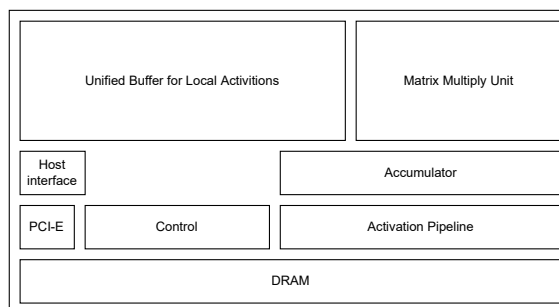 Unified Buffer for Local Activitions
Matrix Multiply Unit
Host
interface
Accumulator
PCI-E
Control
Activation Pipeline
DRAM